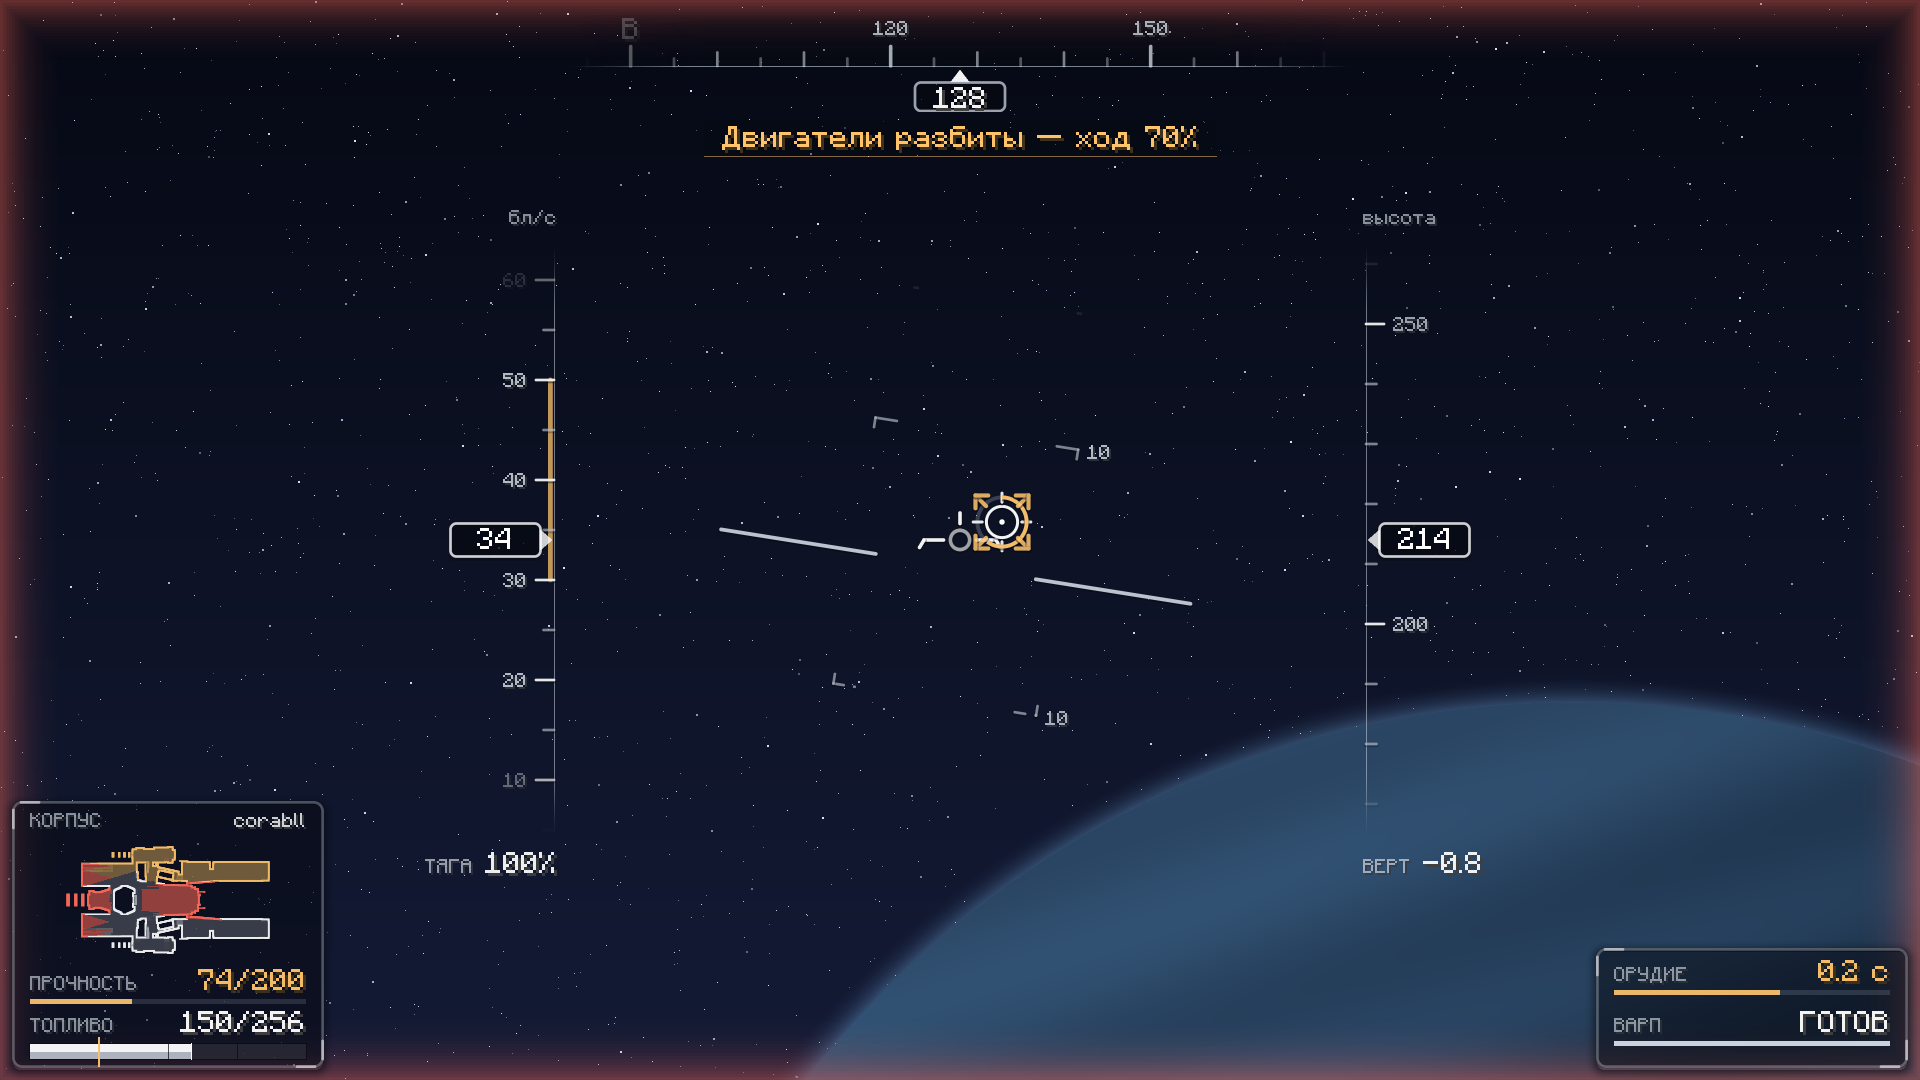 В 120 150
128
Двигатели разбиты — ход 70%
бл/с
60
50
40
34
30
20
10
ТЯГА 100%
10
10
высота
250
214
200
ВЕРТ -0.8
КОРПУС corabll
ПРОЧНОСТЬ 74/200
ТОПЛИВО 150/256
ОРУДИЕ 0.2 с
ВАРП ГОТОВ